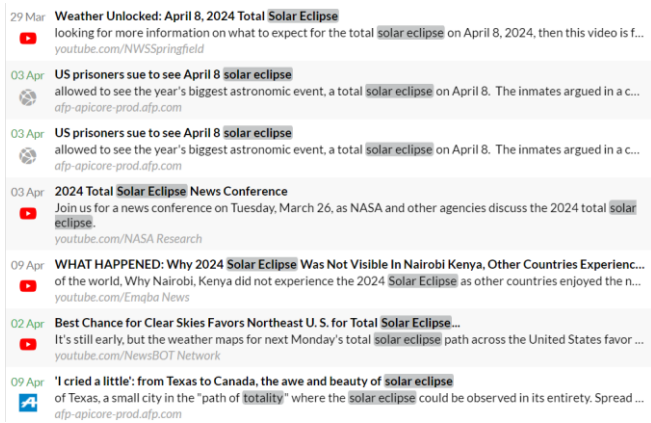 29 Mar Weather Unlocked: April 8, 2024 Total Solar Eclipse
looking for more information on what to expect for the total solar eclipse on April 8, 2024, then this video is f...
youtube.com/NWSSpringfield
03 Apr US prisoners sue to see April 8 solar eclipse
allowed to see the year's biggest astronomic event, a total solar eclipse on April 8. The inmates argued in a c...
afp-apicore-prod.afp.com
03 Apr US prisoners sue to see April 8 solar eclipse
allowed to see the year's biggest astronomic event, a total solar eclipse on April 8. The inmates argued in a c...
afp-apicore-prod.afp.com
03 Apr 2024 Total Solar Eclipse News Conference
Join us for a news conference on Tuesday, March 26, as NASA and other agencies discuss the 2024 total solar
eclipse.
youtube.com/NASA Research
09 Apr WHAT HAPPENED: Why 2024 Solar Eclipse Was Not Visible In Nairobi Kenya, Other Countries Experienc...
of the world, Why Nairobi, Kenya did not experience the 2024 Solar Eclipse as other countries enjoyed the n...
youtube.com/Emqba News
02 Apr Best Chance for Clear Skies Favors Northeast U. S. for Total Solar Eclipse...
It's still early, but the weather maps for next Monday's total solar eclipse path across the United States favor ...
youtube.com/NewsBOT Network
09 Apr 'I cried a little': from Texas to Canada, the awe and beauty of solar eclipse
of Texas, a small city in the "path of totality" where the solar eclipse could be observed in its entirety. Spread ...
afp-apicore-prod.afp.com